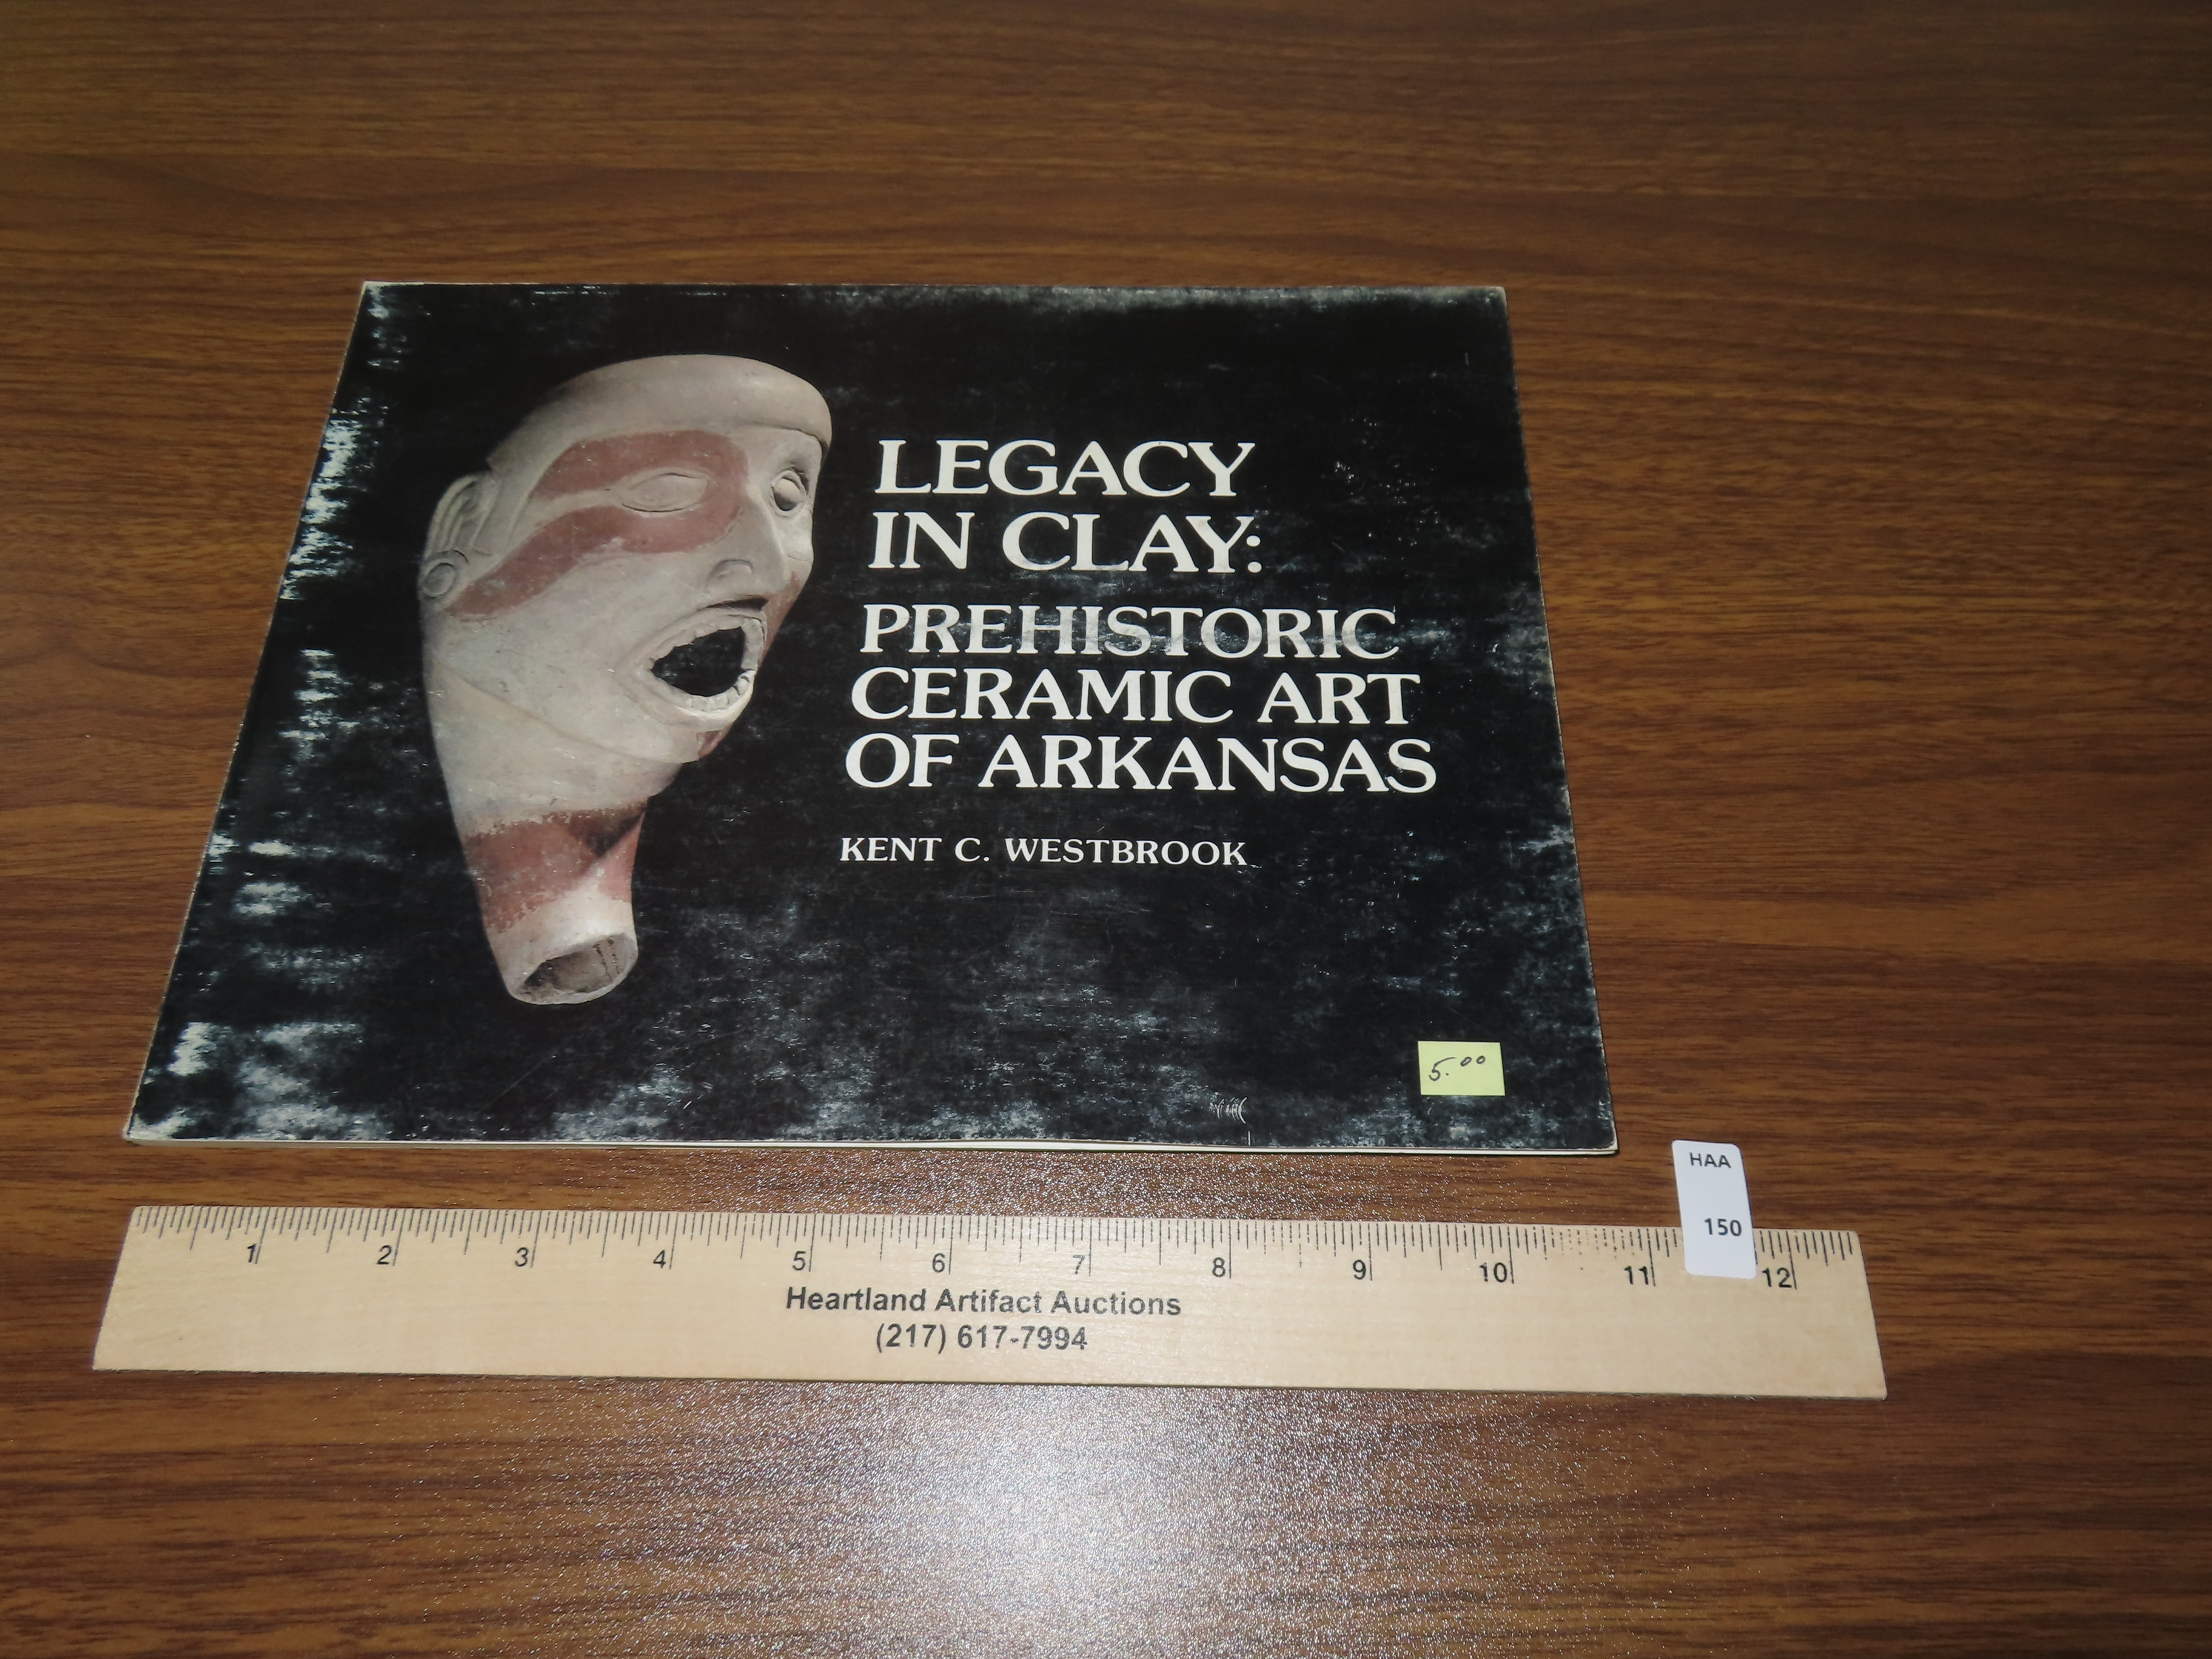 LEGACY
IN CLAY:
PREHISTORIC
CERAMIC ART
OF ARKANSAS
KENT C. WESTBROOK
5.00
HAA
150
1 2 3 4 5 6 7 8 9 10 11 12
Heartland Artifact Auctions
(217) 617-7994